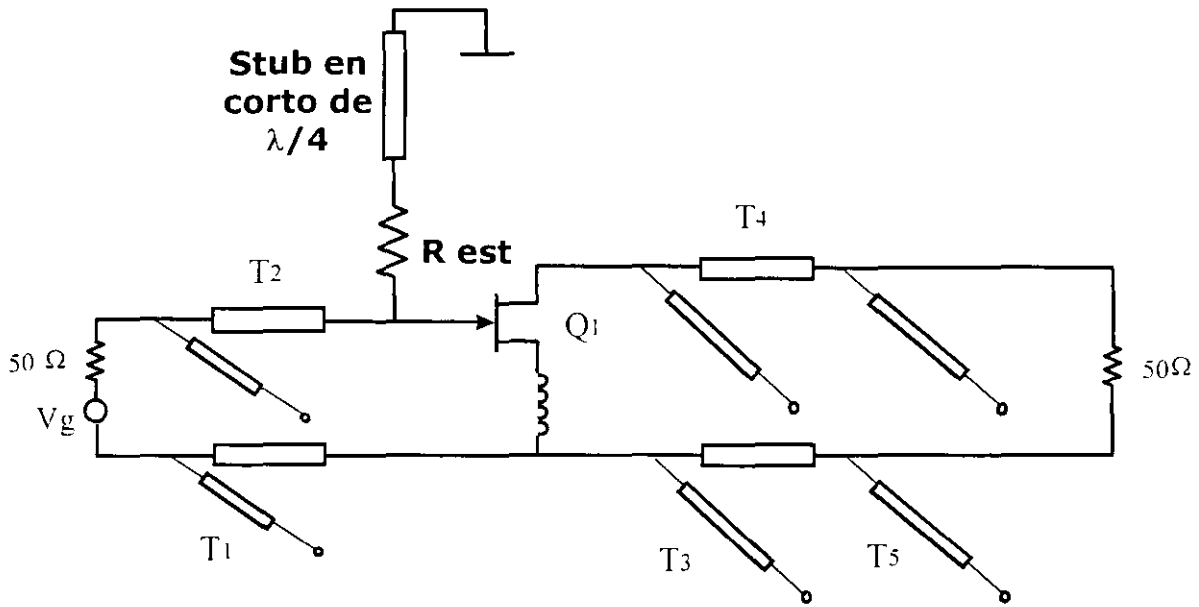 Stub en
corto de
λ/4
R est
T4
T2
Q1
50 Ω
50Ω
Vg
T1
T3
T5